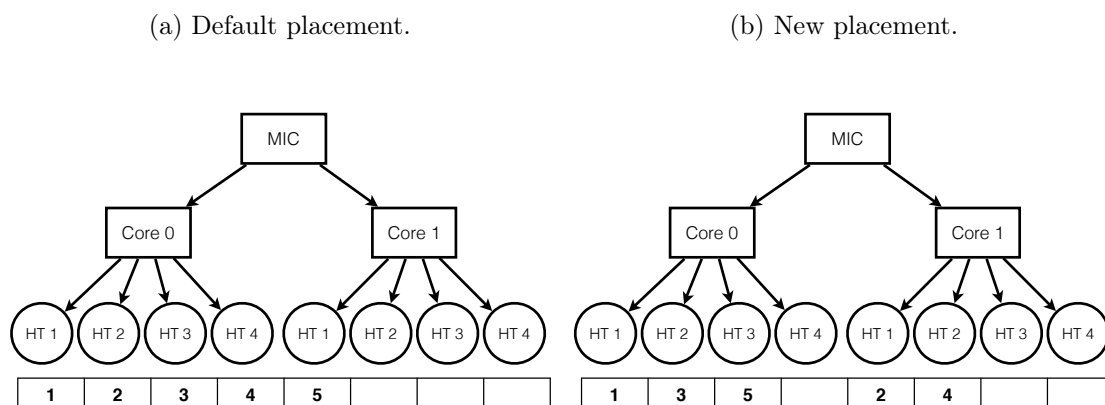 (a) Default placement.
(b) New placement.
MIC
Core 0
Core 1
HT 1 HT 2 HT 3 HT 4 HT 1 HT 2 HT 3 HT 4
1 2 3 4 5
MIC
Core 0
Core 1
HT 1 HT 2 HT 3 HT 4 HT 1 HT 2 HT 3 HT 4
1 3 5 2 4